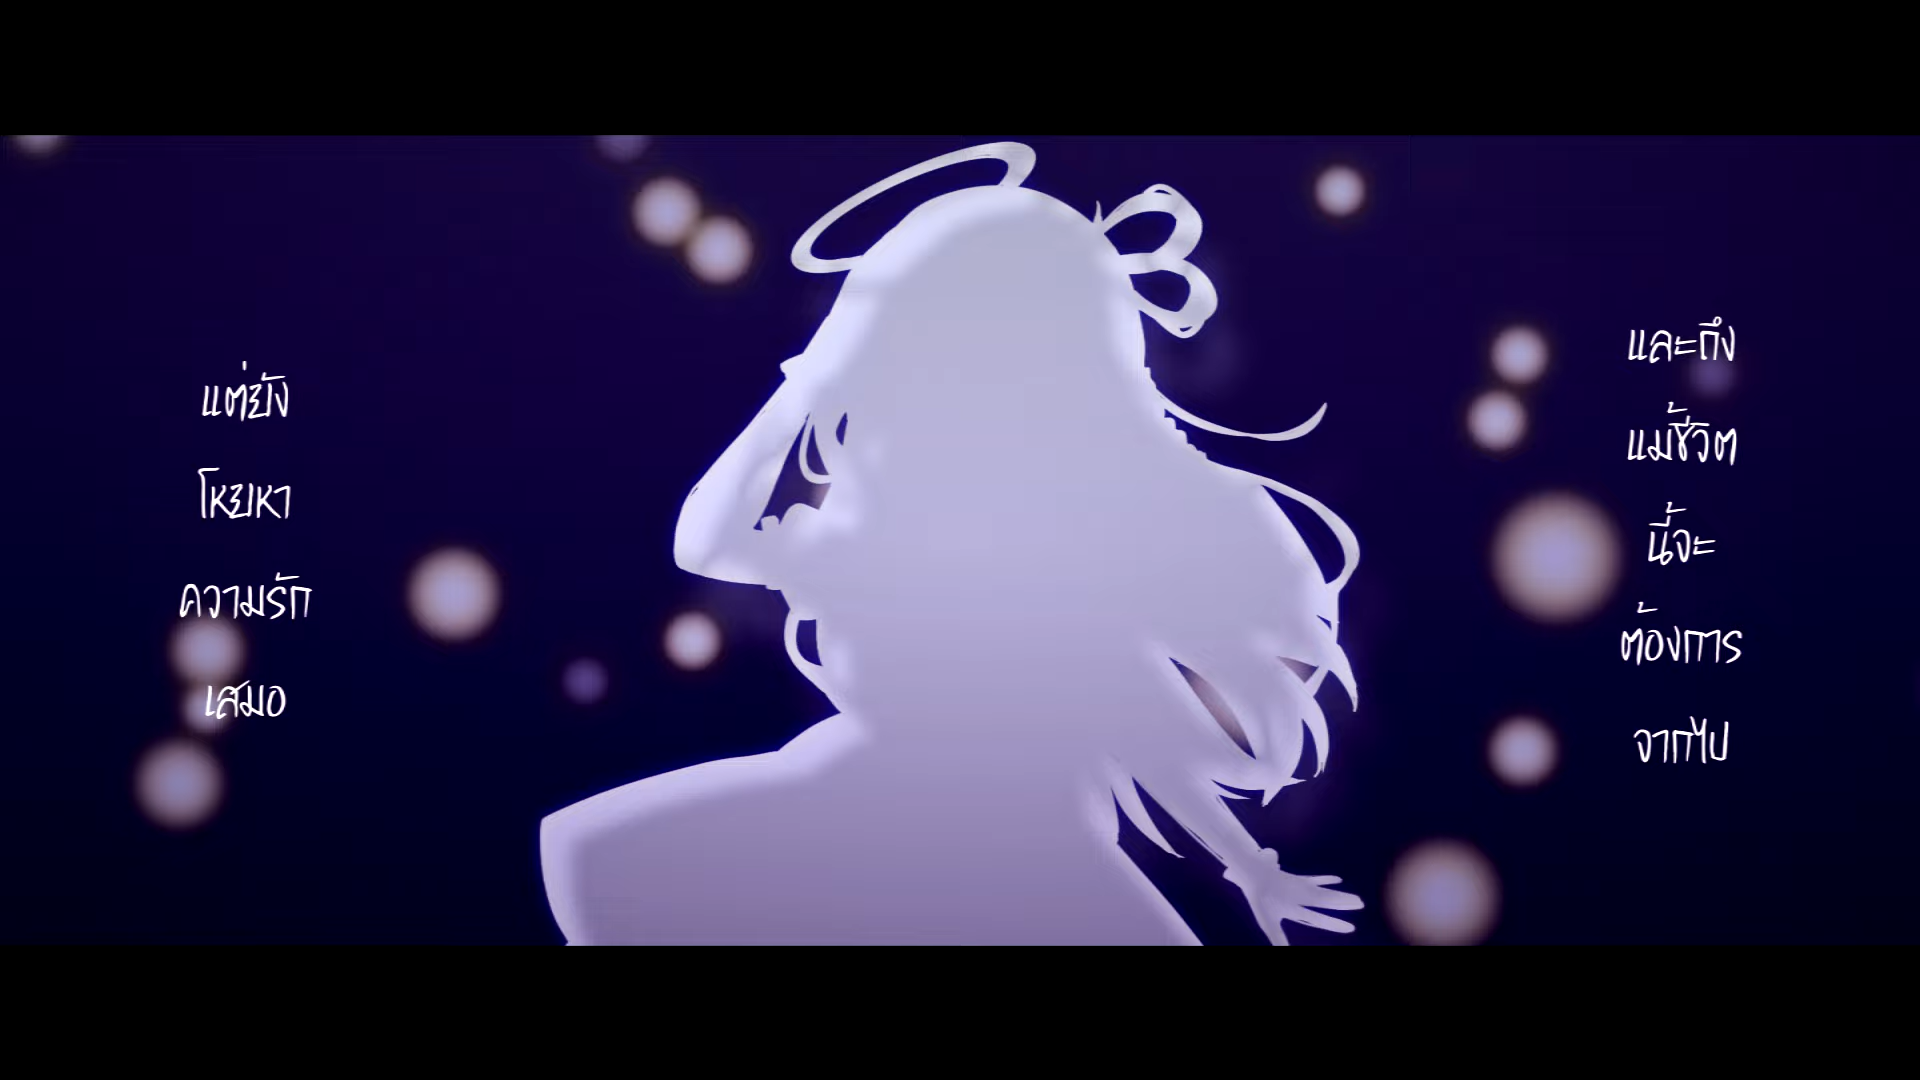 และถึง
แม้ชีวิต
นี้จะ
ต้องการ
จากไป
แต่ยัง
โหยหา
ความรัก
เสมอ